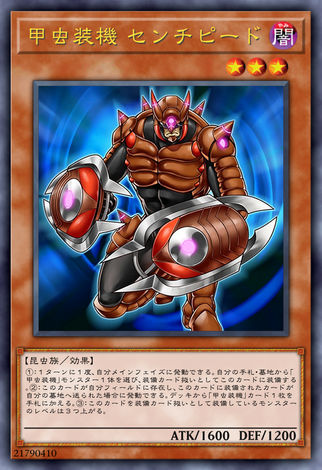 甲虫装機 センチピード
闇
やみ
【昆虫族／効果】
①:１ターンに１度、自分メインフェイズに発動できる。自分の手札・墓地から「
甲虫装機」モンスター１体を選び、装備カード扱いとしてこのカードに装備する
。②:このカードが自分フィールドに存在し、このカードに装備されたカードが
自分の墓地へ送られた場合に発動できる。デッキから「甲虫装機」カード１枚を
手札に加える。③:このカードを装備カード扱いとして装備しているモンスター
のレベルは３つ上がる。
ATK/1600 DEF/1200
21790410